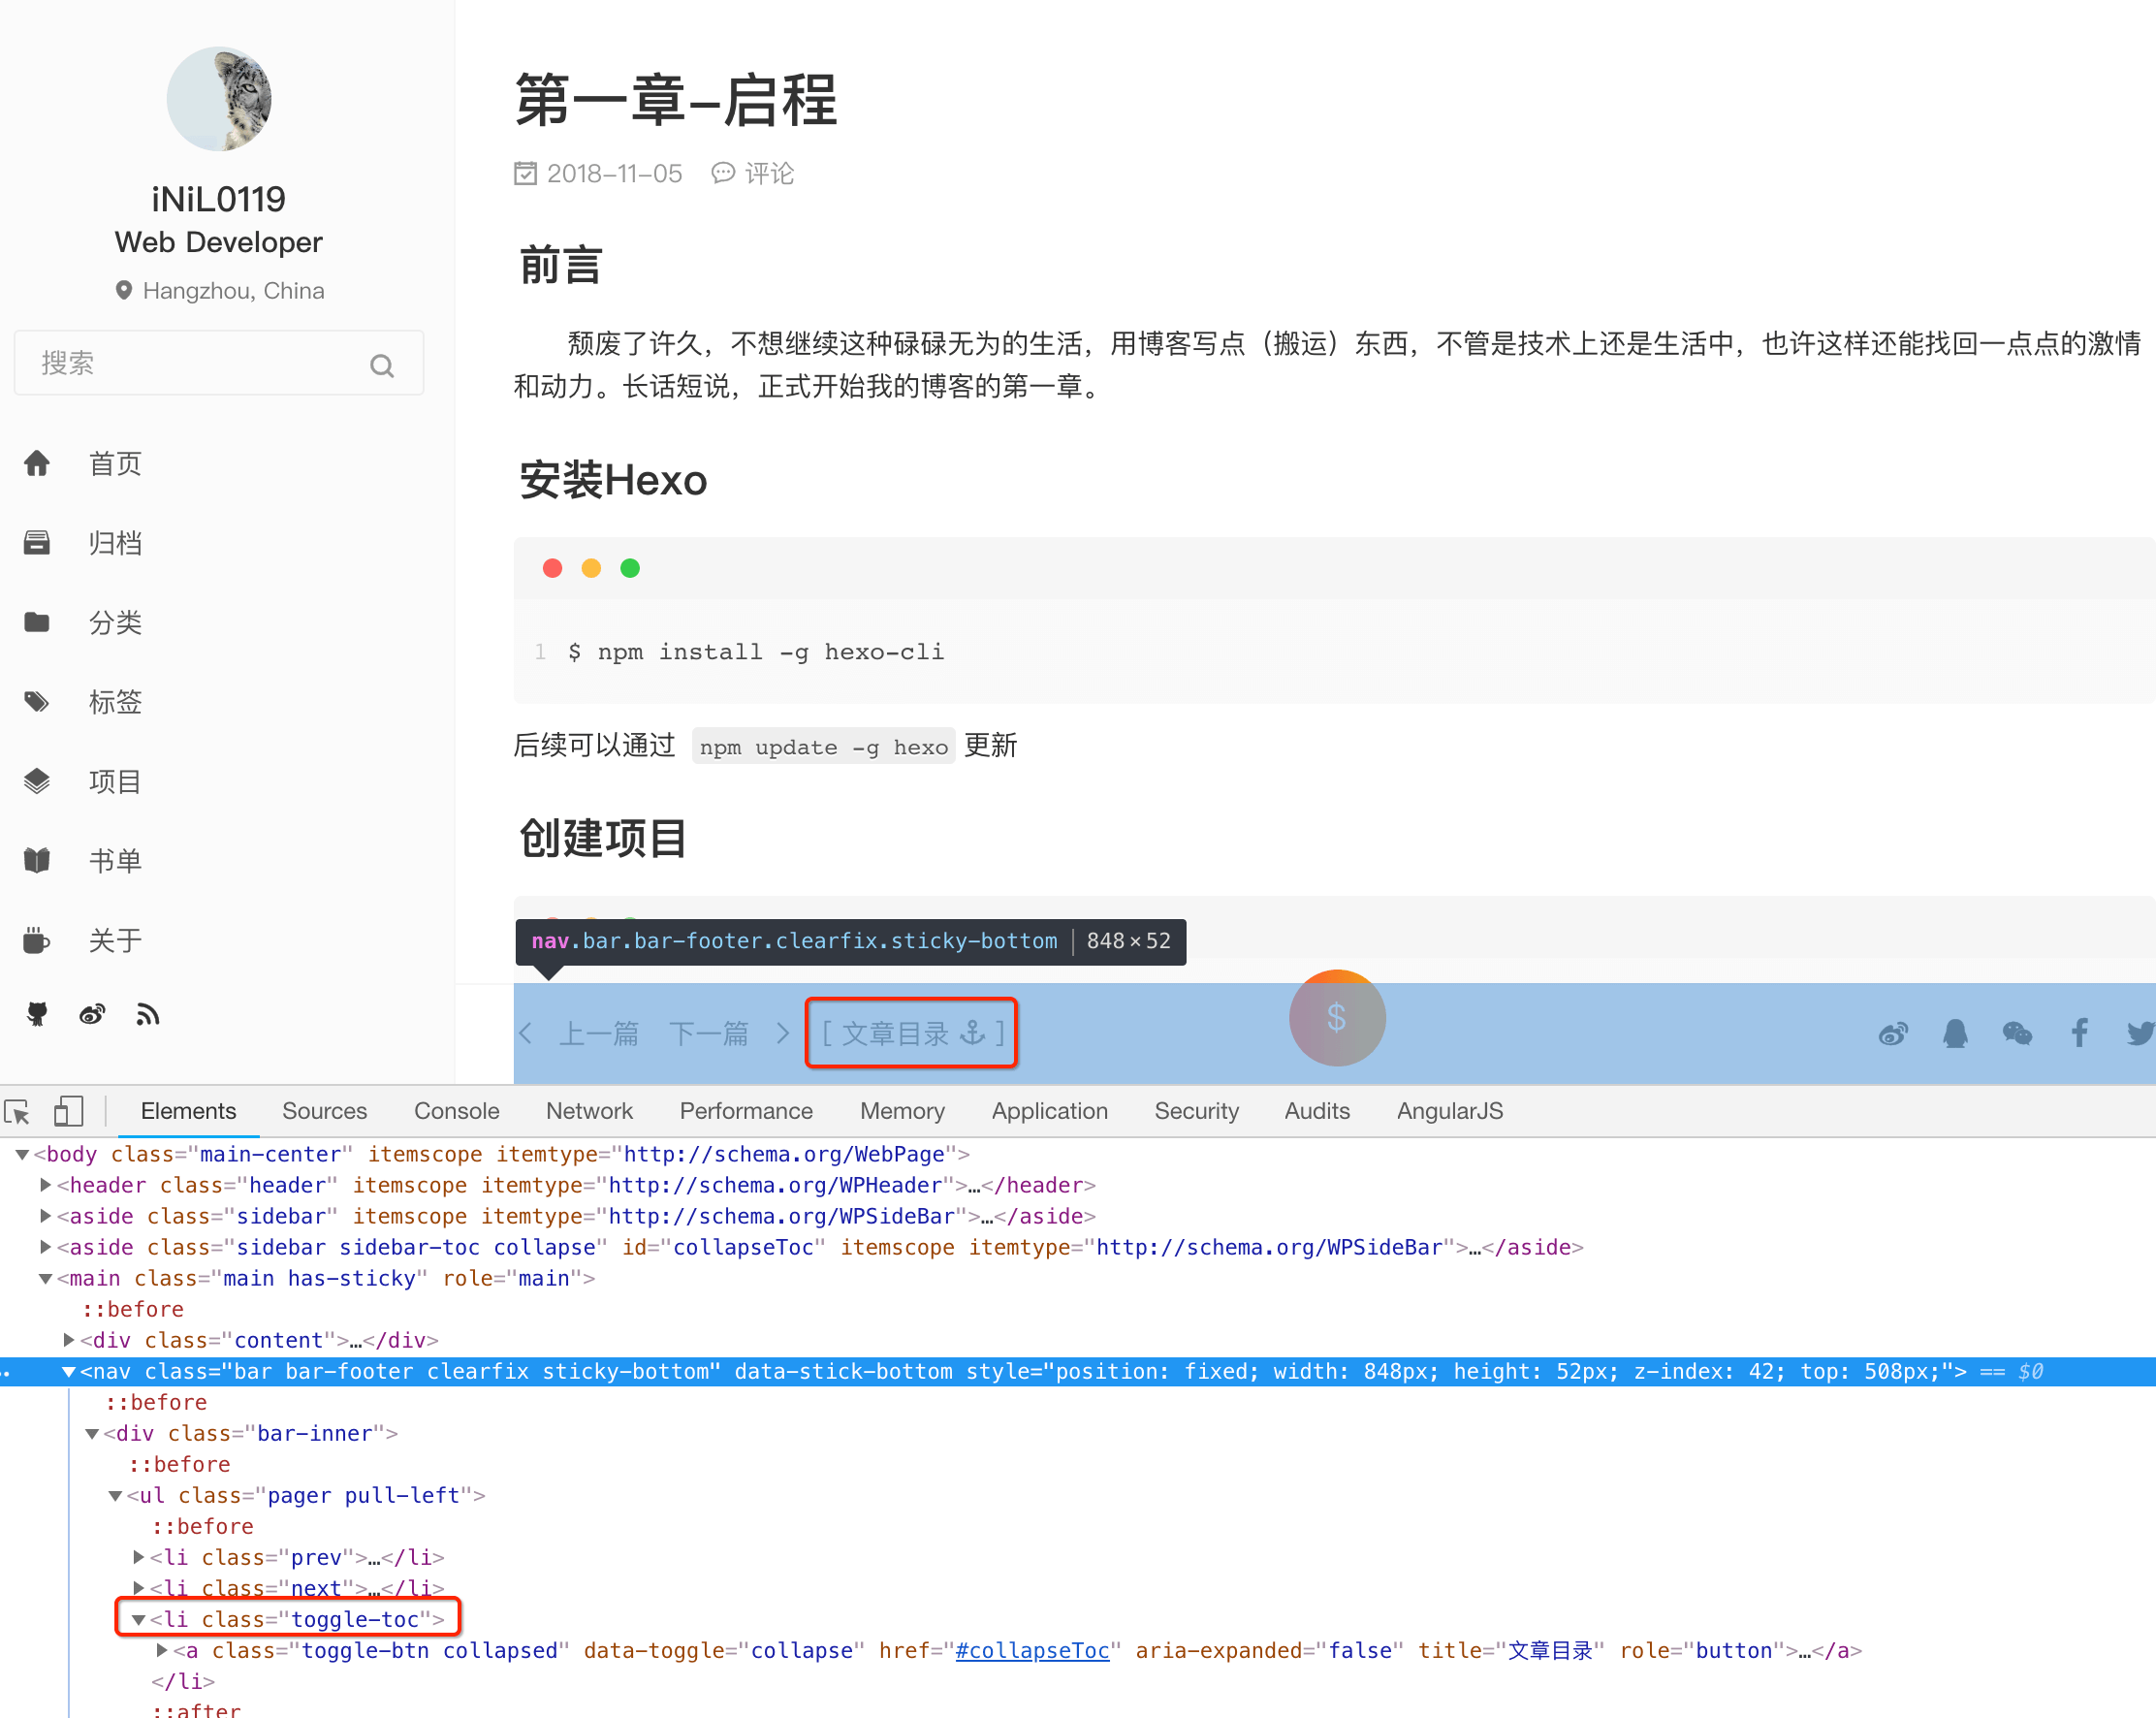 iNiL0119
Web Developer
Hangzhou, China
搜索
首页
归档
分类
标签
项目
书单
关于
第一章-启程
2018-11-05 评论
前言
颓废了许久，不想继续这种碌碌无为的生活，用博客写点（搬运）东西，不管是技术上还是生活中，也许这样还能找回一点点的激情
和动力。长话短说，正式开始我的博客的第一章。
安装Hexo
1 $ npm install -g hexo-cli
后续可以通过 npm update -g hexo 更新
创建项目
nav.bar.bar-footer.clearfix.sticky-bottom | 848×52
上一篇 下一篇 [ 文章目录 ] $
Elements Sources Console Network Performance Memory Application Security Audits AngularJS
▼<body class="main-center" itemscope itemtype="http://schema.org/WebPage">
▶<header class="header" itemscope itemtype="http://schema.org/WPHeader">…</header>
▶<aside class="sidebar" itemscope itemtype="http://schema.org/WPSideBar">…</aside>
▶<aside class="sidebar sidebar-toc collapse" id="collapseToc" itemscope itemtype="http://schema.org/WPSideBar">…</aside>
▼<main class="main has-sticky" role="main">
::before
▶<div class="content">…</div>
▼<nav class="bar bar-footer clearfix sticky-bottom" data-stick-bottom style="position: fixed; width: 848px; height: 52px; z-index: 42; top: 508px;"> == $0
::before
▼<div class="bar-inner">
::before
▼<ul class="pager pull-left">
::before
▶<li class="prev">…</li>
▶<li class="next">…</li>
▼<li class="toggle-toc">
▶<a class="toggle-btn collapsed" data-toggle="collapse" href="#collapseToc" aria-expanded="false" title="文章目录" role="button">…</a>
</li>
::after